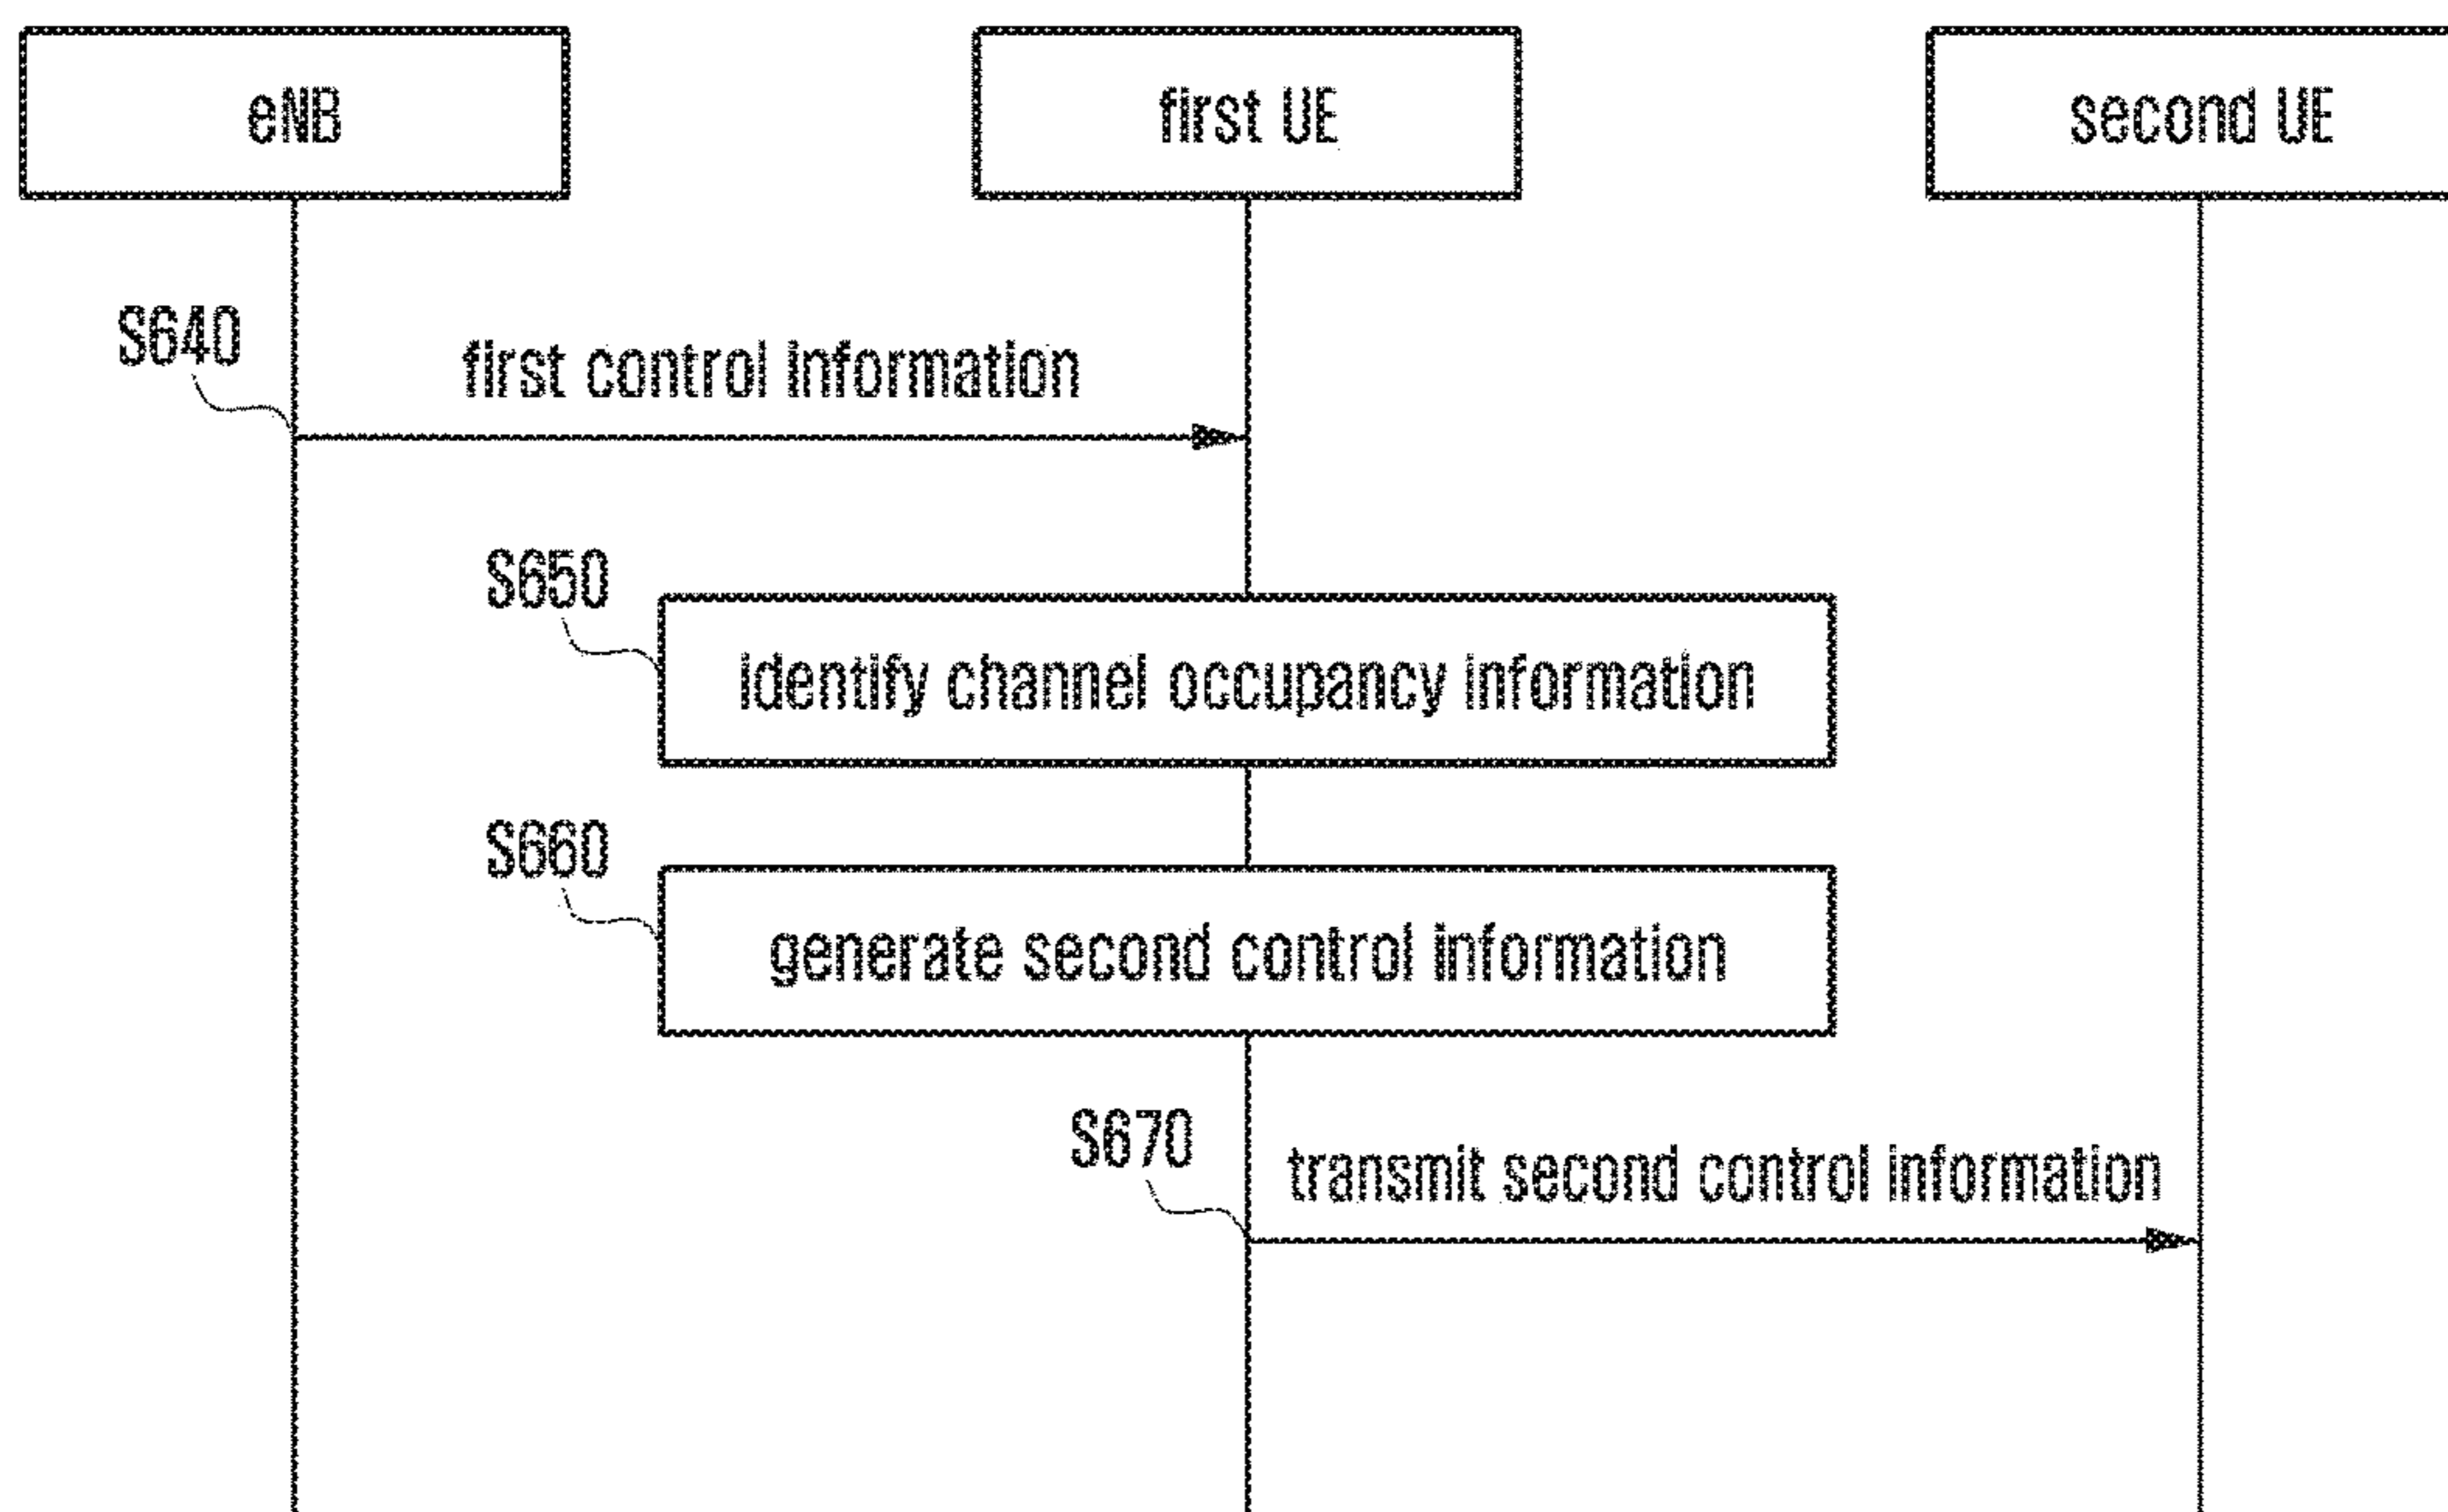 eNB
first UE
second UE
S640
first control information
S650
identify channel occupancy information
S660
generate second control information
S670
transmit second control information